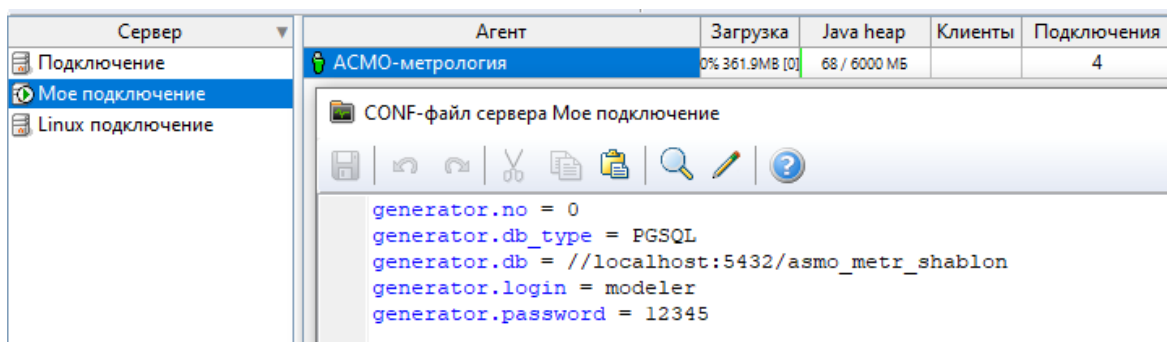 Сервер
Агент Загрузка Java heap Клиенты Подключения
Подключение
АСМО-метрология 0% 361.9MB [0] 68 / 6000 МБ 4
Мое подключение
Linux подключение
CONF-файл сервера Мое подключение
generator.no = 0
generator.db_type = PGSQL
generator.db = //localhost:5432/asmo_metr_shablon
generator.login = modeler
generator.password = 12345